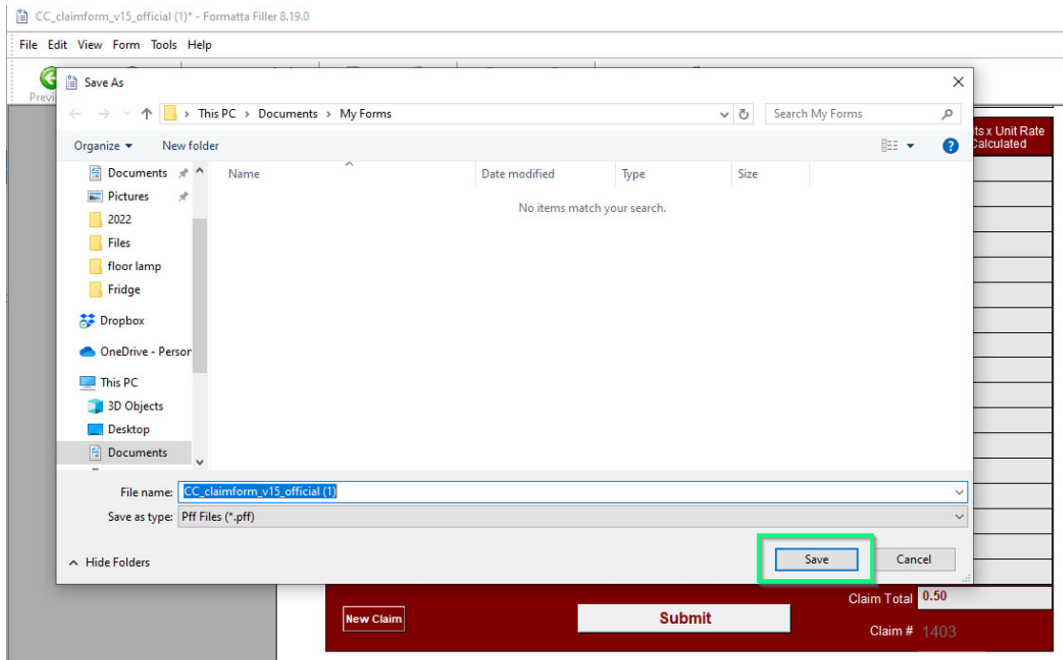 CC_claimform_v15_official (1)* - Formatta Filler 8.19.0
File Edit View Form Tools Help
Save As
This PC > Documents > My Forms
Search My Forms
Organize
New folder
Documents
Pictures
2022
Files
floor lamp
Fridge
Dropbox
OneDrive - Person
This PC
3D Objects
Desktop
Documents
Name
Date modified
Type
Size
No items match your search.
x Unit Rate
Calculated
File name: CC_claimform_v15_official (1)
Save as type: Pff Files (*.pff)
Hide Folders
Save
Cancel
New Claim
Submit
Claim Total 0.50
Claim # 1403